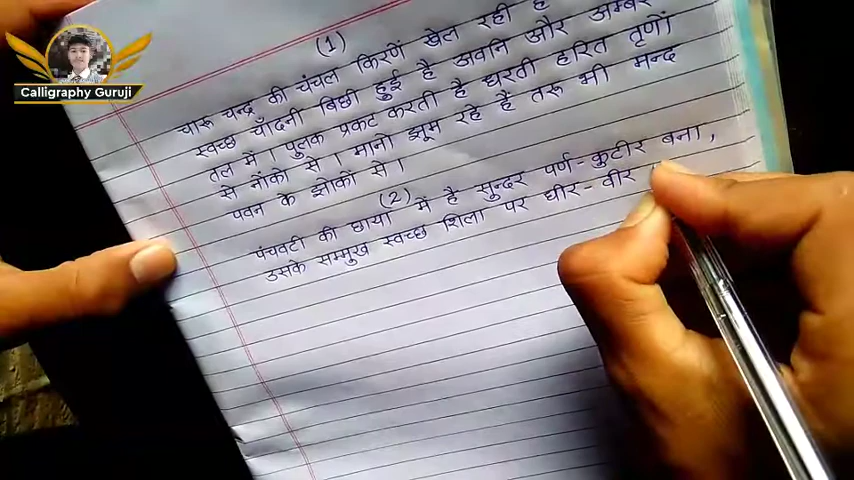 Calligraphy Guruji
(1)
चारू चन्द्र की चंचल किरणें खेल रही है
स्वच्छ चाँदनी बिछी हुई है अवनि और अम्बर
तल में। पुलक प्रकट करती है धरती हरित तृणों
से नोंकों से। मानो झूम रहे हैं तरू भी मन्द
पवन के झोकों से।
(2)
पंचवटी की छाया में है सुन्दर पर्ण-कुटीर बना,
उसके सम्मुख स्वच्छ शिला पर धीर-वीर